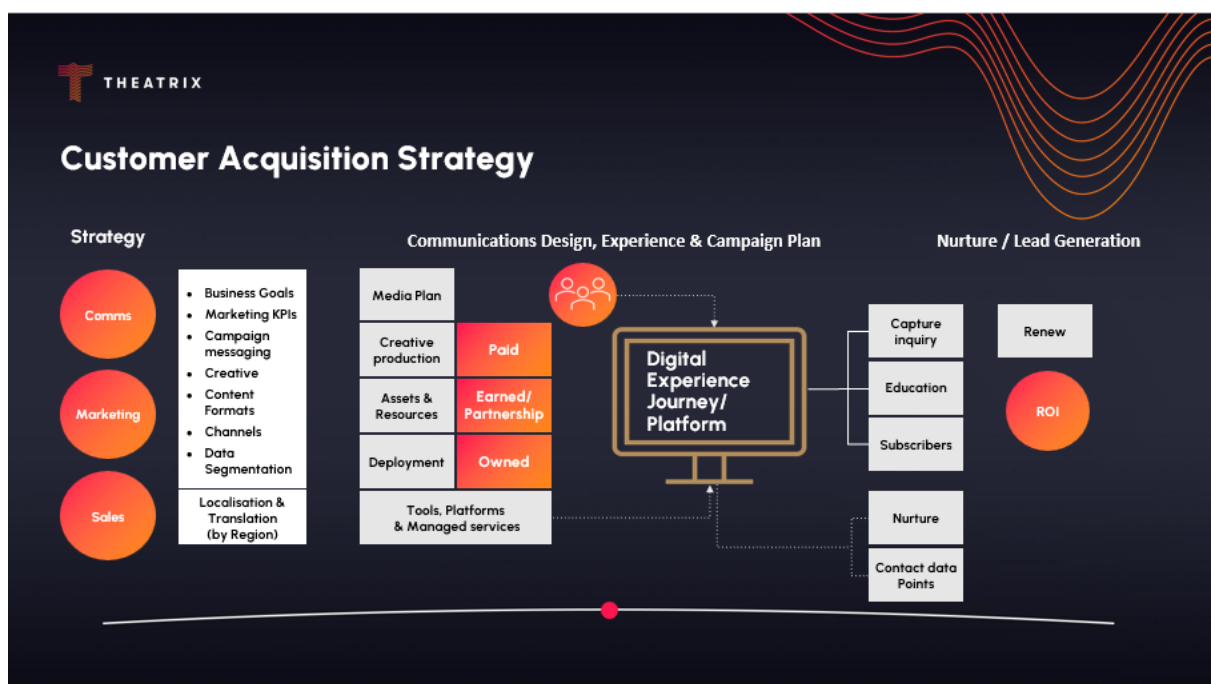 THEATRIX
Customer Acquisition Strategy
Strategy
Comms
Marketing
Sales
• Business Goals
• Marketing KPIs
• Campaign
messaging
• Creative
• Content
Formats
• Channels
• Data
Segmentation
Localisation &
Translation
(by Region)
Communications Design, Experience & Campaign Plan
Media Plan
Creative
production
Paid
Assets &
Resources
Earned/
Partnership
Deployment
Owned
Tools, Platforms
& Managed services
Digital
Experience
Journey/
Platform
Nurture / Lead Generation
Capture
inquiry
Education
Subscribers
Nurture
Contact data
Points
Renew
ROI